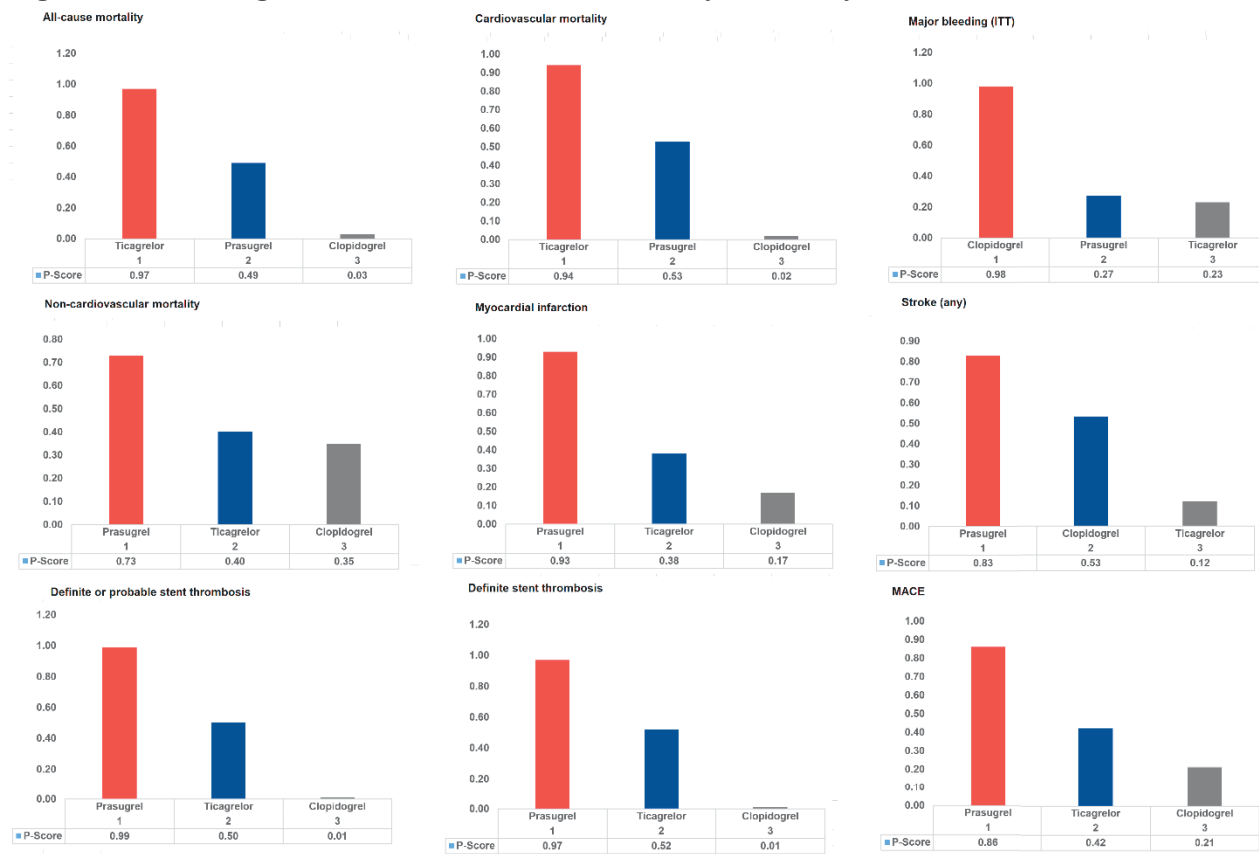 All-cause mortality
1.20
1.00
0.80
0.60
0.40
0.20
0.00
Ticagrelor Prasugrel Clopidogrel
1 2 3
P-Score 0.97 0.49 0.03
Cardiovascular mortality
1.00
0.90
0.80
0.70
0.60
0.50
0.40
0.30
0.20
0.10
0.00
Ticagrelor Prasugrel Clopidogrel
1 2 3
P-Score 0.94 0.53 0.02
Major bleeding (ITT)
1.20
1.00
0.80
0.60
0.40
0.20
0.00
Clopidogrel Prasugrel Ticagrelor
1 2 3
P-Score 0.98 0.27 0.23
Non-cardiovascular mortality
0.80
0.70
0.60
0.50
0.40
0.30
0.20
0.10
0.00
Prasugrel Ticagrelor Clopidogrel
1 2 3
P-Score 0.73 0.40 0.35
Myocardial infarction
1.00
0.90
0.80
0.70
0.60
0.50
0.40
0.30
0.20
0.10
0.00
Prasugrel Ticagrelor Clopidogrel
1 2 3
P-Score 0.93 0.38 0.17
Stroke (any)
0.90
0.80
0.70
0.60
0.50
0.40
0.30
0.20
0.10
0.00
Prasugrel Clopidogrel Ticagrelor
1 2 3
P-Score 0.83 0.53 0.12
Definite or probable stent thrombosis
1.20
1.00
0.80
0.60
0.40
0.20
0.00
Prasugrel Ticagrelor Clopidogrel
1 2 3
P-Score 0.99 0.50 0.01
Definite stent thrombosis
1.20
1.00
0.80
0.60
0.40
0.20
0.00
Prasugrel Ticagrelor Clopidogrel
1 2 3
P-Score 0.97 0.52 0.01
MACE
1.00
0.90
0.80
0.70
0.60
0.50
0.40
0.30
0.20
0.10
0.00
Prasugrel Ticagrelor Clopidogrel
1 2 3
P-Score 0.86 0.42 0.21